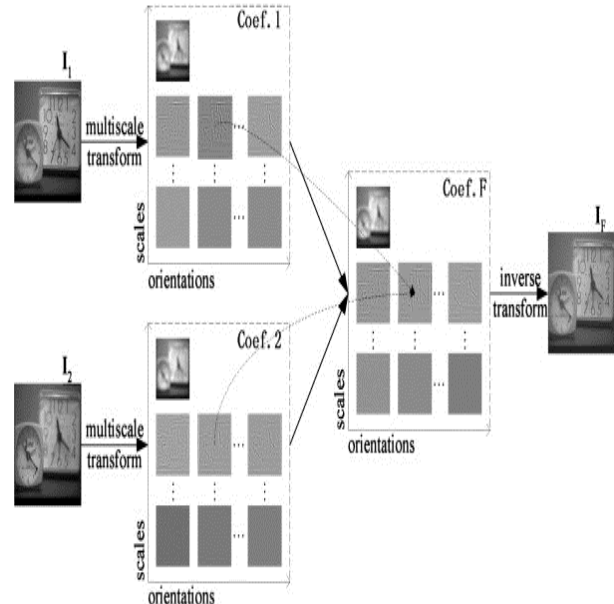 I1
multiscale
transform
Coef.1
...
scales
...
orientations
Coef.F
IF
inverse
transform
...
scales
...
orientations
I2
multiscale
transform
Coef.2
...
scales
...
orientations